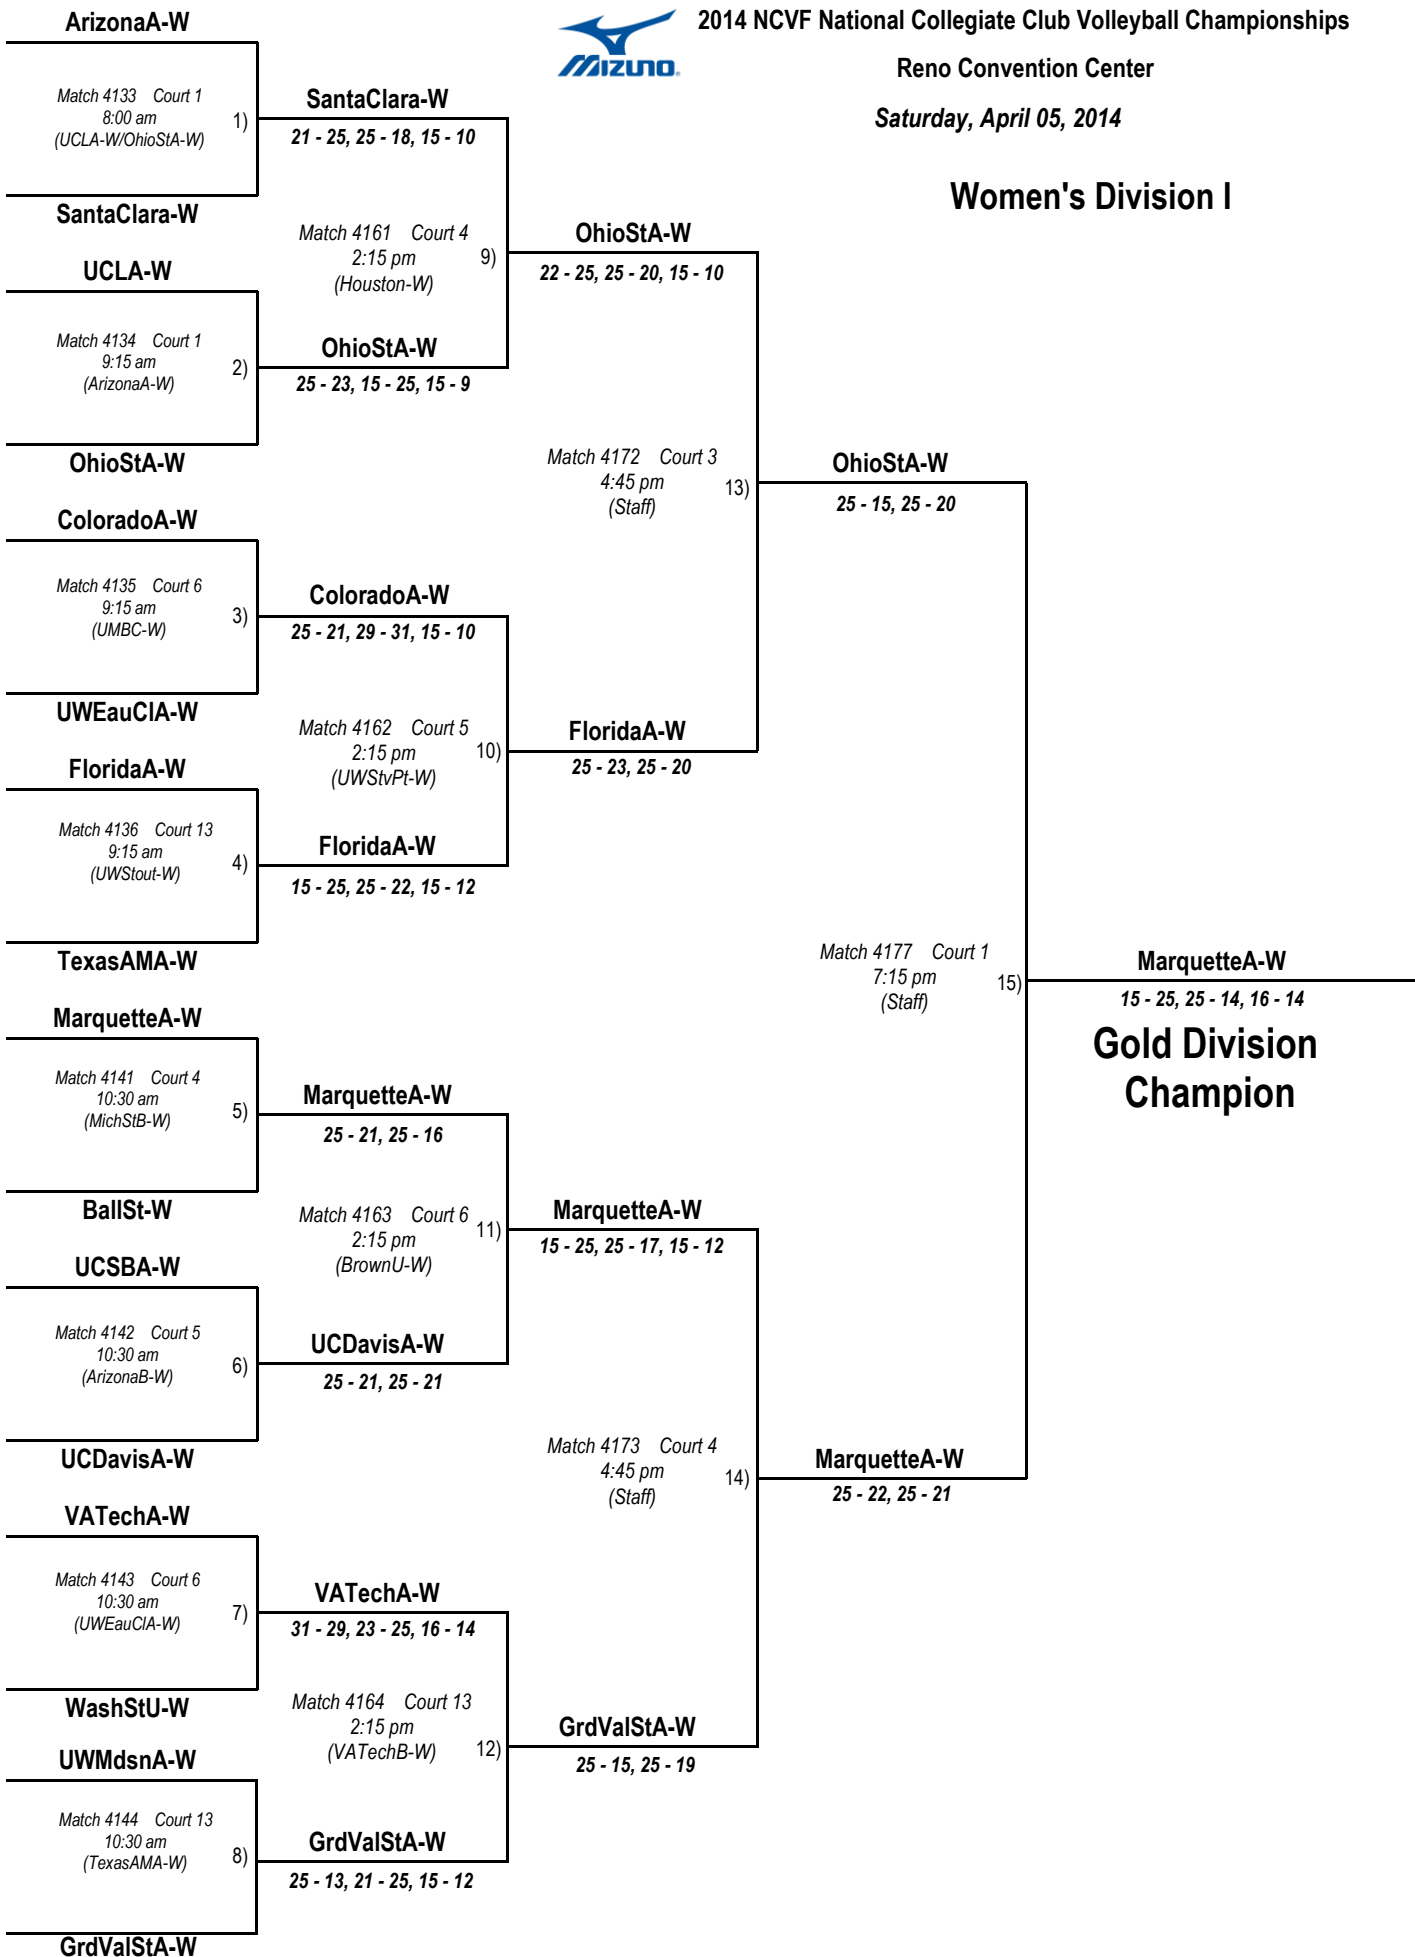 ArizonaA-W
MIZUNO
2014 NCVF National Collegiate Club Volleyball Championships
Reno Convention Center
Saturday, April 05, 2014
Women's Division I
Match 4133 Court 1
8:00 am
(UCLA-W/OhioStA-W)
1)
SantaClara-W
21 - 25, 25 - 18, 15 - 10
SantaClara-W
Match 4161 Court 4
2:15 pm
(Houston-W)
9)
OhioStA-W
22 - 25, 25 - 20, 15 - 10
UCLA-W
Match 4134 Court 1
9:15 am
(ArizonaA-W)
2)
OhioStA-W
25 - 23, 15 - 25, 15 - 9
OhioStA-W
Match 4172 Court 3
4:45 pm
(Staff)
13)
OhioStA-W
25 - 15, 25 - 20
ColoradoA-W
Match 4135 Court 6
9:15 am
(UMBC-W)
3)
ColoradoA-W
25 - 21, 29 - 31, 15 - 10
UWEauClA-W
Match 4162 Court 5
2:15 pm
(UWStvPt-W)
10)
FloridaA-W
25 - 23, 25 - 20
FloridaA-W
Match 4136 Court 13
9:15 am
(UWStout-W)
4)
FloridaA-W
15 - 25, 25 - 22, 15 - 12
TexasAMA-W
Match 4177 Court 1
7:15 pm
(Staff)
15)
MarquetteA-W
15 - 25, 25 - 14, 16 - 14
Gold Division
Champion
MarquetteA-W
Match 4141 Court 4
10:30 am
(MichStB-W)
5)
MarquetteA-W
25 - 21, 25 - 16
BallSt-W
Match 4163 Court 6
2:15 pm
(BrownU-W)
11)
MarquetteA-W
15 - 25, 25 - 17, 15 - 12
UCSBA-W
Match 4142 Court 5
10:30 am
(ArizonaB-W)
6)
UCDavisA-W
25 - 21, 25 - 21
UCDavisA-W
Match 4173 Court 4
4:45 pm
(Staff)
14)
MarquetteA-W
25 - 22, 25 - 21
VATechA-W
Match 4143 Court 6
10:30 am
(UWEauClA-W)
7)
VATechA-W
31 - 29, 23 - 25, 16 - 14
WashStU-W
Match 4164 Court 13
2:15 pm
(VATechB-W)
12)
GrdValStA-W
25 - 15, 25 - 19
UWMdsnA-W
Match 4144 Court 13
10:30 am
(TexasAMA-W)
8)
GrdValStA-W
25 - 13, 21 - 25, 15 - 12
GrdValStA-W